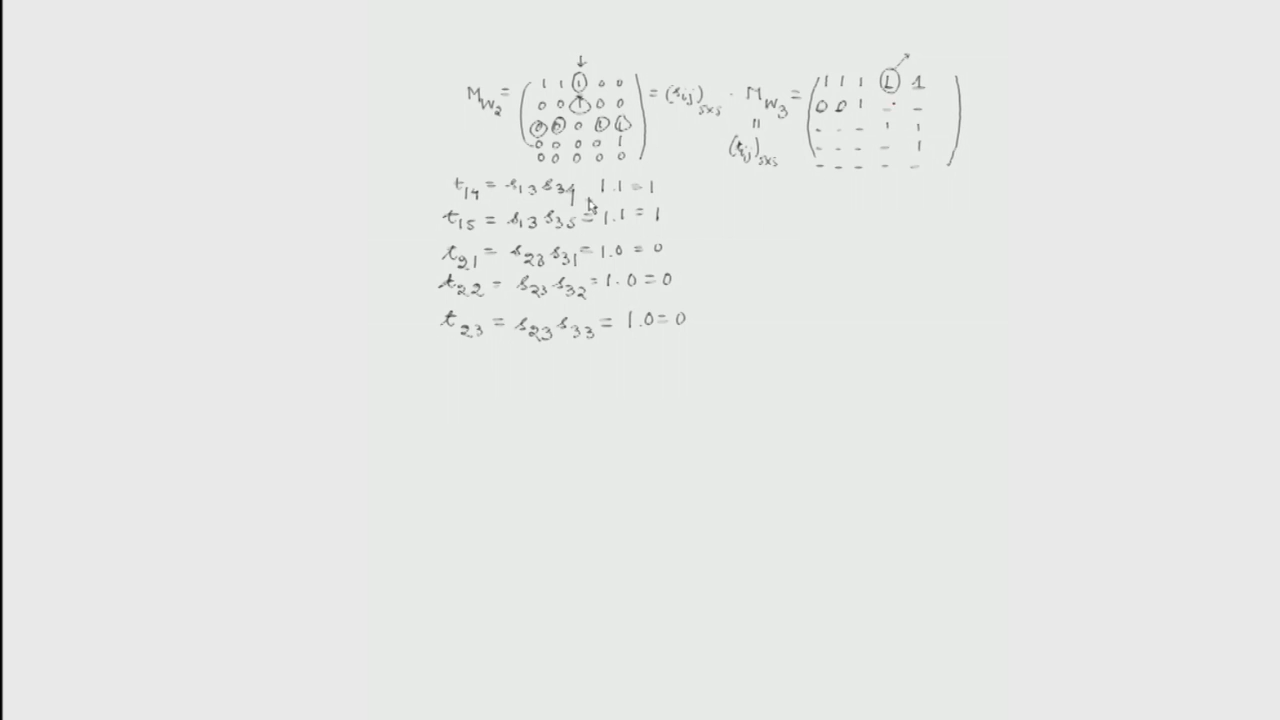 M_{W_2} = ( 1 1 1 0 0 = (s_{ij})_{5×5} . M_{W_3} = ( 1 1 1 1 1 )
0 0 1 0 0 0 0 1 - -
0 0 0 1 1 = (t_{ij})_{5×5} - - - 1 1
0 0 0 0 1 - - - - 1
0 0 0 0 0 ) - - - - -
t_{14} = s_{13} s_{34} 1.1 = 1
t_{15} = s_{13} s_{35} = 1.1 = 1
t_{21} = s_{23} s_{31} = 1.0 = 0
t_{22} = s_{23} s_{32} = 1.0 = 0
t_{23} = s_{23} s_{33} = 1.0 = 0